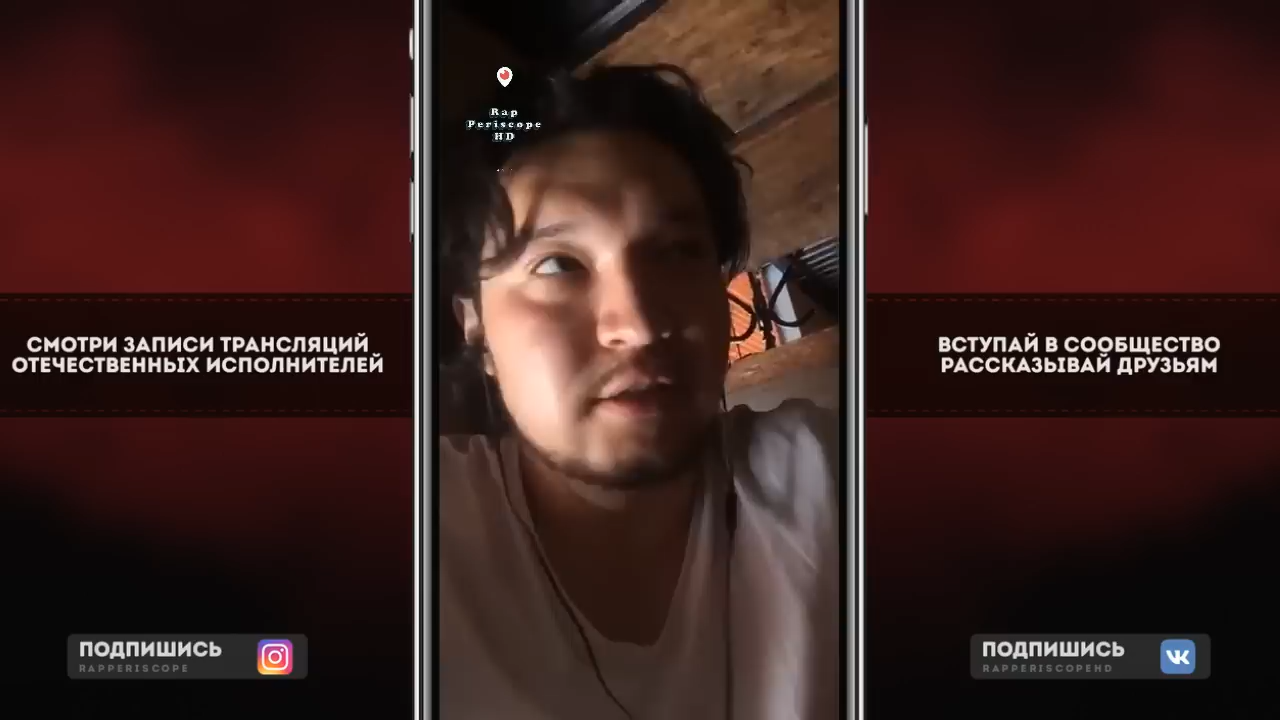 Rap
Periscope
HD
СМОТРИ ЗАПИСИ ТРАНСЛЯЦИЙ
ОТЕЧЕСТВЕННЫХ ИСПОЛНИТЕЛЕЙ
ВСТУПАЙ В СООБЩЕСТВО
РАССКАЗЫВАЙ ДРУЗЬЯМ
ПОДПИШИСЬ
RAPPERISCOPE
ПОДПИШИСЬ
RAPPERISCOPEHD